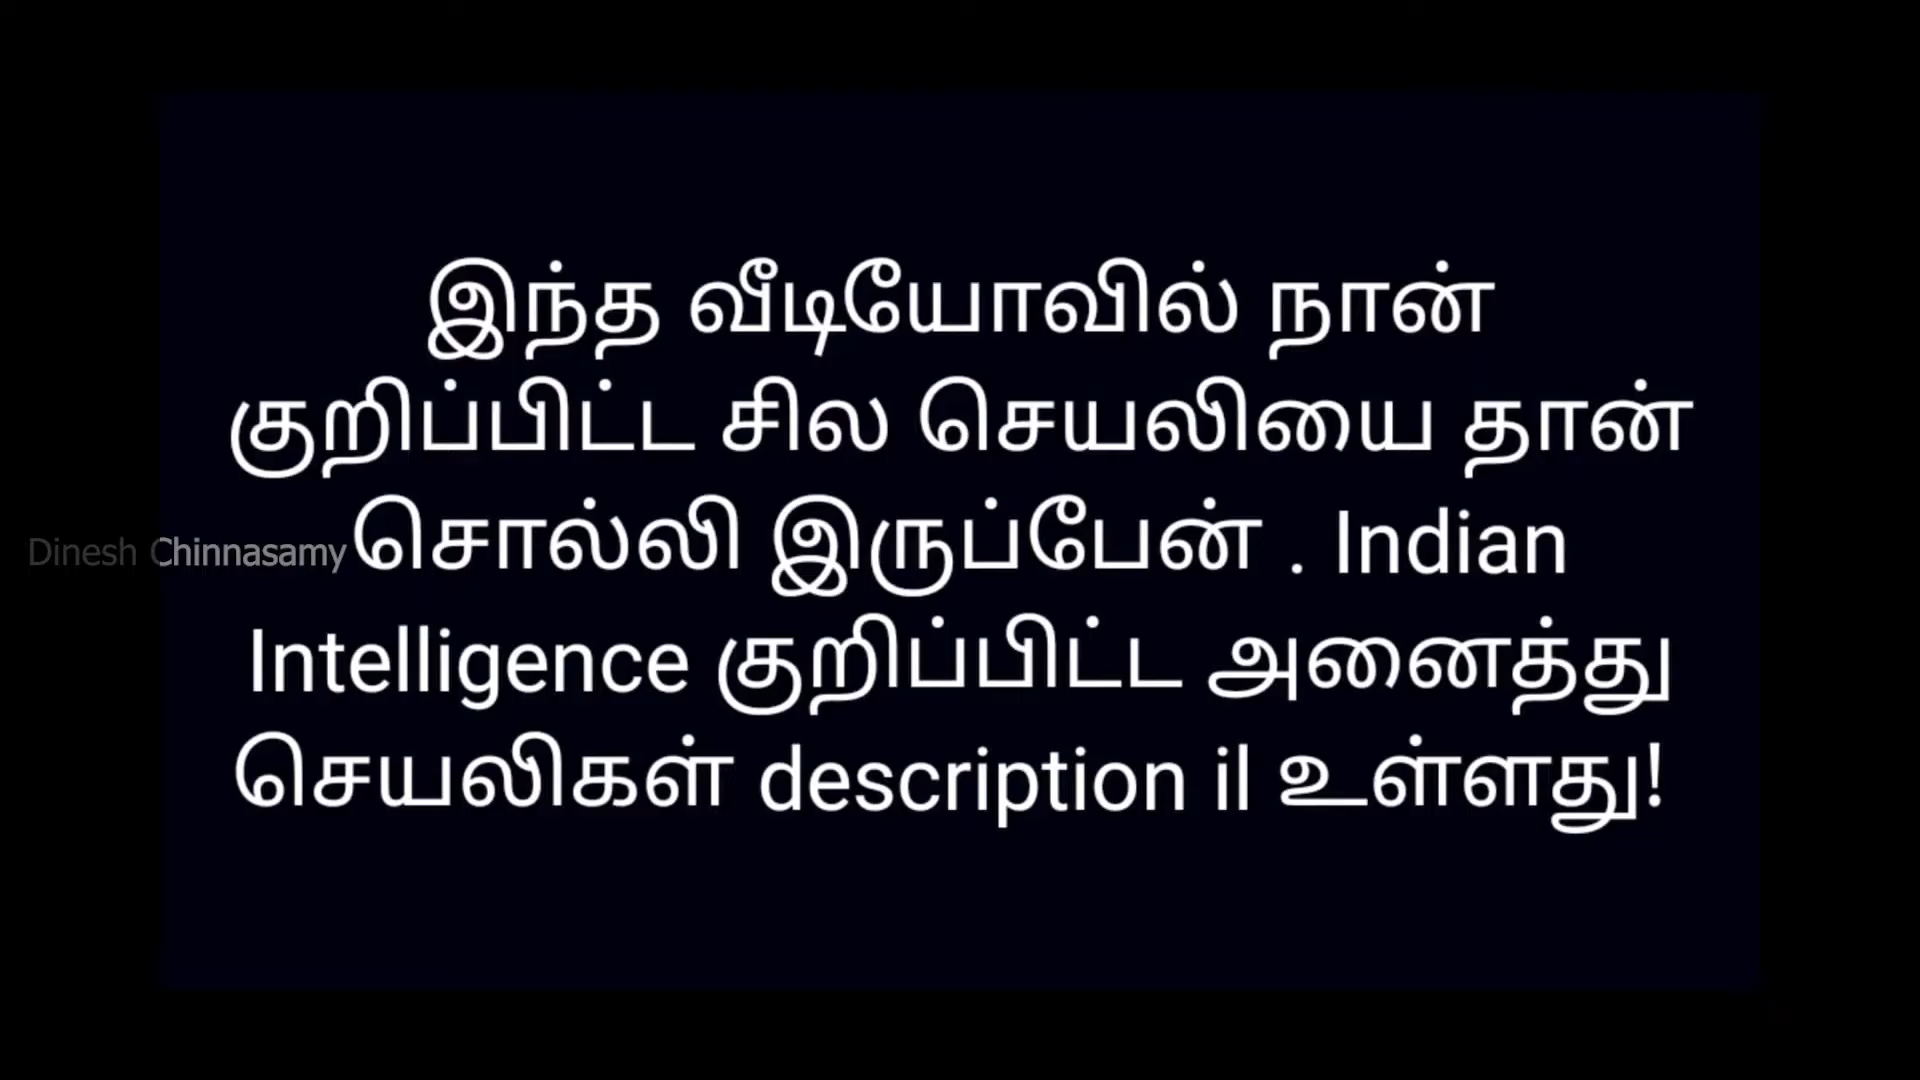 இந்த வீடியோவில் நான்
குறிப்பிட்ட சில செயலியை தான்
சொல்லி இருப்பேன் . Indian
Intelligence குறிப்பிட்ட அனைத்து
செயலிகள் description il உள்ளது!
Dinesh Chinnasamy